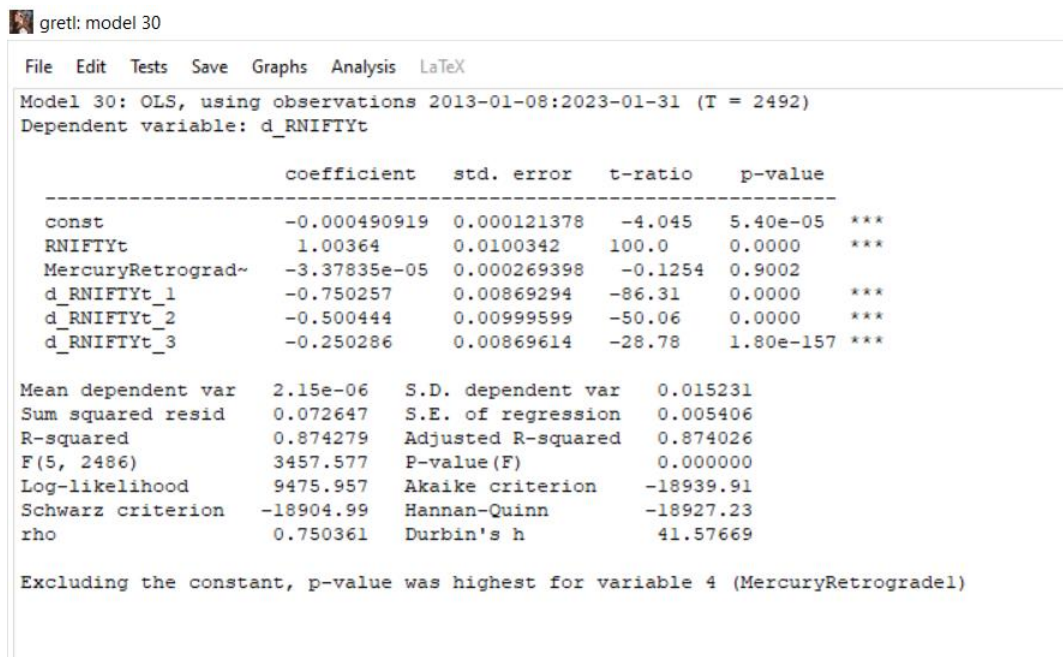 gretl: model 30
File Edit Tests Save Graphs Analysis LaTeX
Model 30: OLS, using observations 2013-01-08:2023-01-31 (T = 2492)
Dependent variable: d_RNIFTYt
coefficient std. error t-ratio p-value
---------------------------------------------------------------------------
const -0.000490919 0.000121378 -4.045 5.40e-05 ***
RNIFTYt 1.00364 0.0100342 100.0 0.0000 ***
MercuryRetrograd~ -3.37835e-05 0.000269398 -0.1254 0.9002
d_RNIFTYt_1 -0.750257 0.00869294 -86.31 0.0000 ***
d_RNIFTYt_2 -0.500444 0.00999599 -50.06 0.0000 ***
d_RNIFTYt_3 -0.250286 0.00869614 -28.78 1.80e-157 ***
Mean dependent var 2.15e-06 S.D. dependent var 0.015231
Sum squared resid 0.072647 S.E. of regression 0.005406
R-squared 0.874279 Adjusted R-squared 0.874026
F(5, 2486) 3457.577 P-value(F) 0.000000
Log-likelihood 9475.957 Akaike criterion -18939.91
Schwarz criterion -18904.99 Hannan-Quinn -18927.23
rho 0.750361 Durbin's h 41.57669
Excluding the constant, p-value was highest for variable 4 (MercuryRetrograde1)